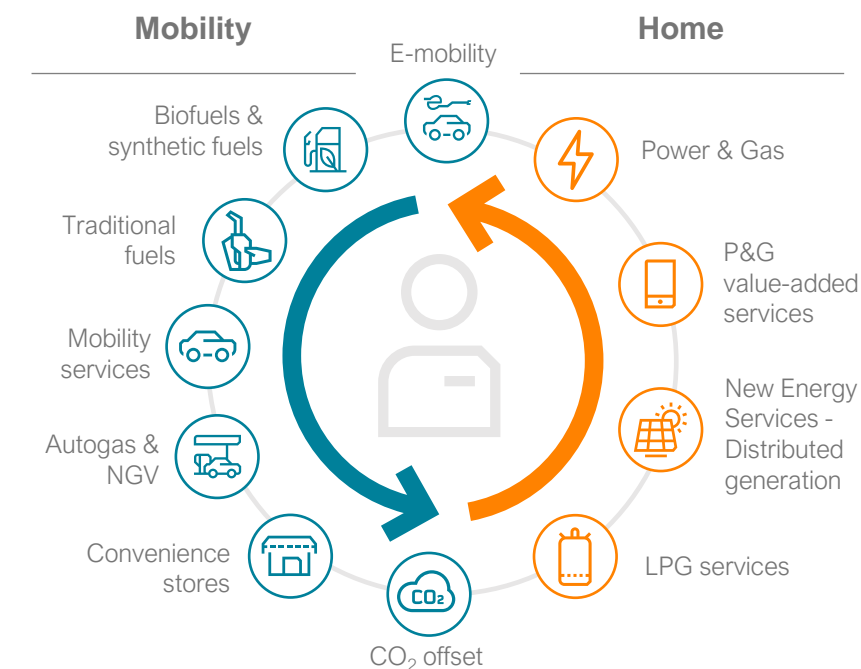 Mobility
Home
E-mobility
Biofuels &
synthetic fuels
Power & Gas
Traditional
fuels
P&G
value-added
services
Mobility
services
New Energy
Services -
Distributed
generation
Autogas &
NGV
Convenience
stores
LPG services
CO₂
CO₂ offset